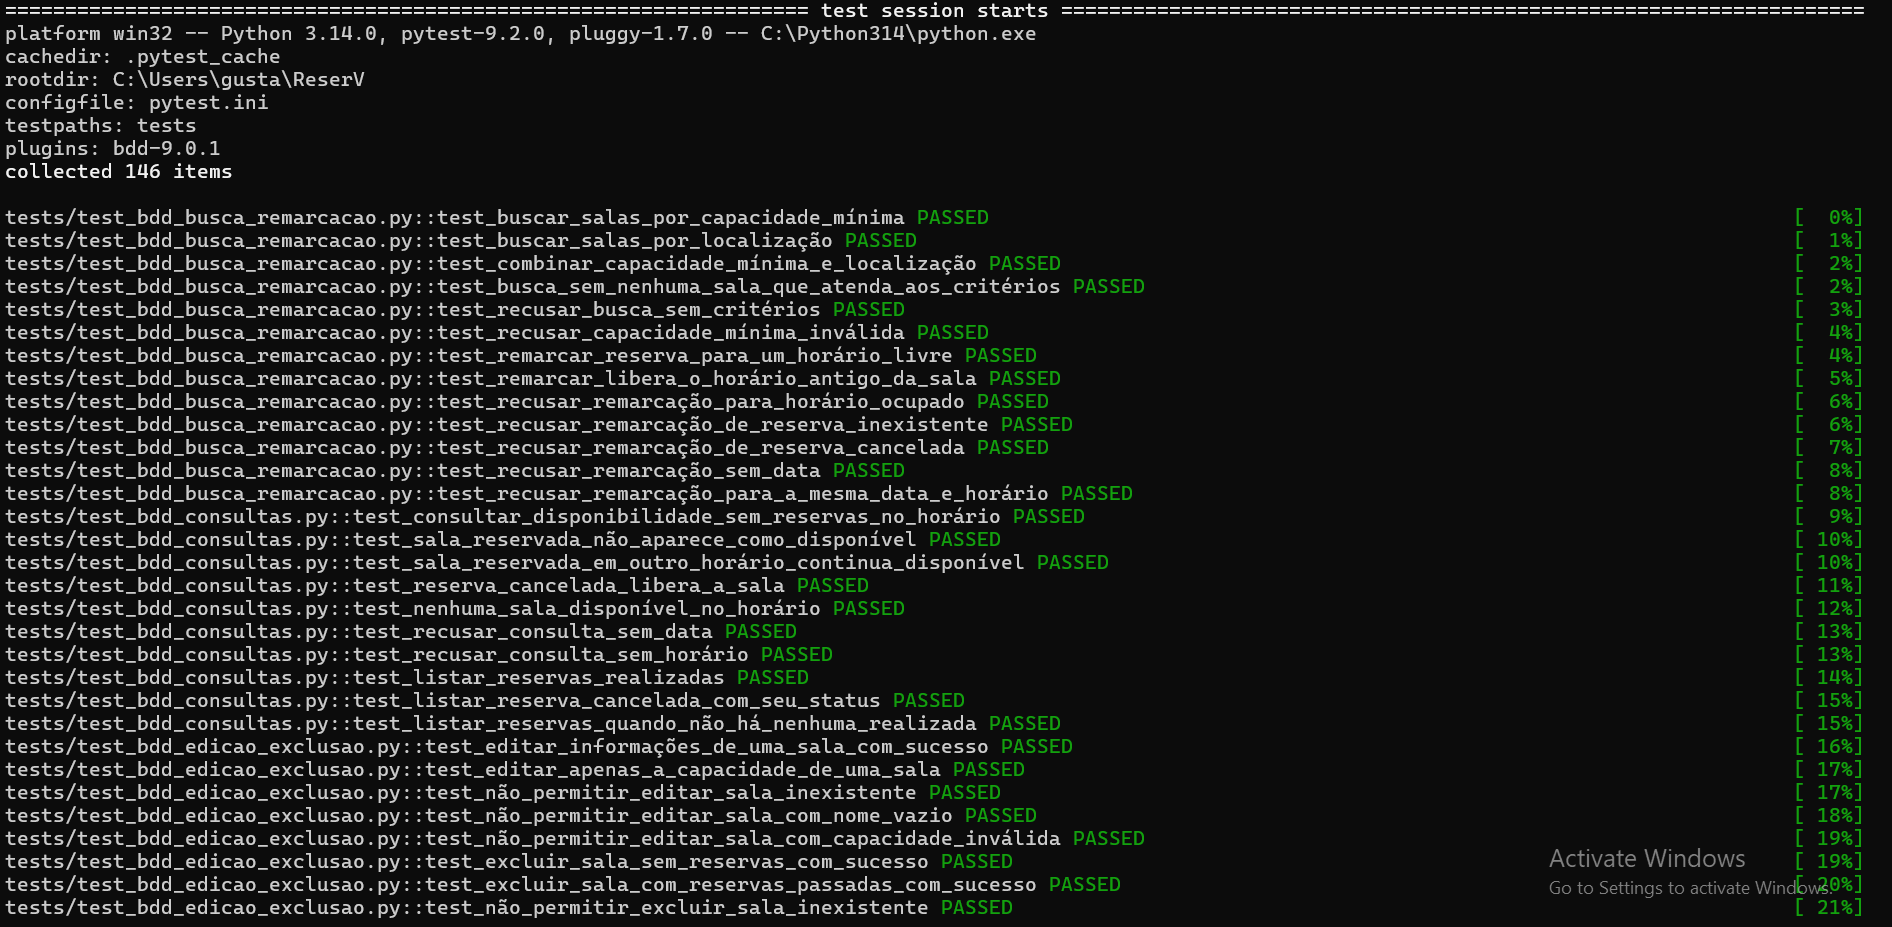 =================================================================== test session starts ===================================================================
platform win32 -- Python 3.14.0, pytest-9.2.0, pluggy-1.7.0 -- C:\Python314\python.exe
cachedir: .pytest_cache
rootdir: C:\Users\gusta\ReserV
configfile: pytest.ini
testpaths: tests
plugins: bdd-9.0.1
collected 146 items
tests/test_bdd_busca_remarcacao.py::test_buscar_salas_por_capacidade_mínima PASSED [  0%]
tests/test_bdd_busca_remarcacao.py::test_buscar_salas_por_localização PASSED [  1%]
tests/test_bdd_busca_remarcacao.py::test_combinar_capacidade_mínima_e_localização PASSED [  2%]
tests/test_bdd_busca_remarcacao.py::test_busca_sem_nenhuma_sala_que_atenda_aos_critérios PASSED [  2%]
tests/test_bdd_busca_remarcacao.py::test_recusar_busca_sem_critérios PASSED [  3%]
tests/test_bdd_busca_remarcacao.py::test_recusar_capacidade_mínima_inválida PASSED [  4%]
tests/test_bdd_busca_remarcacao.py::test_remarcar_reserva_para_um_horário_livre PASSED [  4%]
tests/test_bdd_busca_remarcacao.py::test_remarcar_libera_o_horário_antigo_da_sala PASSED [  5%]
tests/test_bdd_busca_remarcacao.py::test_recusar_remarcação_para_horário_ocupado PASSED [  6%]
tests/test_bdd_busca_remarcacao.py::test_recusar_remarcação_de_reserva_inexistente PASSED [  6%]
tests/test_bdd_busca_remarcacao.py::test_recusar_remarcação_de_reserva_cancelada PASSED [  7%]
tests/test_bdd_busca_remarcacao.py::test_recusar_remarcação_sem_data PASSED [  8%]
tests/test_bdd_busca_remarcacao.py::test_recusar_remarcação_para_a_mesma_data_e_horário PASSED [  8%]
tests/test_bdd_consultas.py::test_consultar_disponibilidade_sem_reservas_no_horário PASSED [  9%]
tests/test_bdd_consultas.py::test_sala_reservada_não_aparece_como_disponível PASSED [ 10%]
tests/test_bdd_consultas.py::test_sala_reservada_em_outro_horário_continua_disponível PASSED [ 10%]
tests/test_bdd_consultas.py::test_reserva_cancelada_libera_a_sala PASSED [ 11%]
tests/test_bdd_consultas.py::test_nenhuma_sala_disponível_no_horário PASSED [ 12%]
tests/test_bdd_consultas.py::test_recusar_consulta_sem_data PASSED [ 13%]
tests/test_bdd_consultas.py::test_recusar_consulta_sem_horário PASSED [ 13%]
tests/test_bdd_consultas.py::test_listar_reservas_realizadas PASSED [ 14%]
tests/test_bdd_consultas.py::test_listar_reserva_cancelada_com_seu_status PASSED [ 15%]
tests/test_bdd_consultas.py::test_listar_reservas_quando_não_há_nenhuma_realizada PASSED [ 15%]
tests/test_bdd_edicao_exclusao.py::test_editar_informações_de_uma_sala_com_sucesso PASSED [ 16%]
tests/test_bdd_edicao_exclusao.py::test_editar_apenas_a_capacidade_de_uma_sala PASSED [ 17%]
tests/test_bdd_edicao_exclusao.py::test_não_permitir_editar_sala_inexistente PASSED [ 17%]
tests/test_bdd_edicao_exclusao.py::test_não_permitir_editar_sala_com_nome_vazio PASSED [ 18%]
tests/test_bdd_edicao_exclusao.py::test_não_permitir_editar_sala_com_capacidade_inválida PASSED [ 19%]
tests/test_bdd_edicao_exclusao.py::test_excluir_sala_sem_reservas_com_sucesso PASSED [ 19%]
tests/test_bdd_edicao_exclusao.py::test_excluir_sala_com_reservas_passadas_com_sucesso PASSED [ 20%]
tests/test_bdd_edicao_exclusao.py::test_não_permitir_excluir_sala_inexistente PASSED [ 21%]
Activate Windows
Go to Settings to activate Windows.